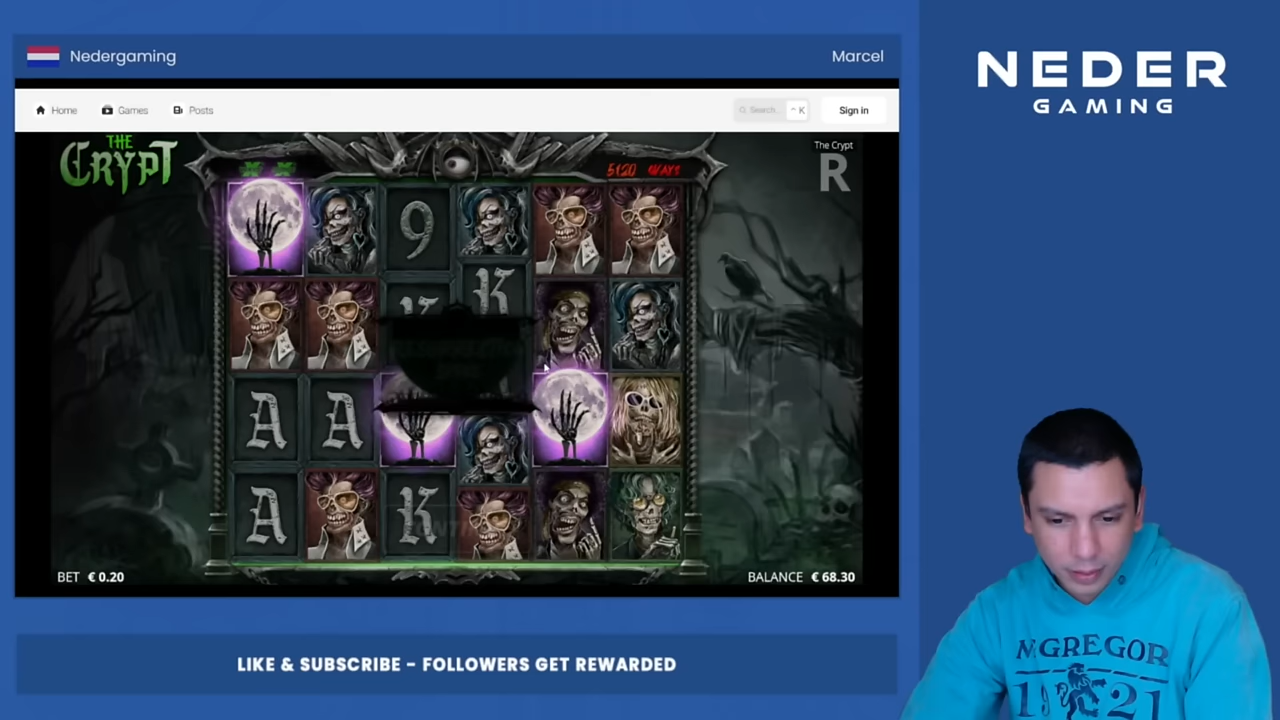 Nedergaming
Marcel
NEDER
GAMING
Home
Games
Posts
Search
K
Sign in
THE
CRYPT
5120 WAYS
The Crypt
R
9
K
K
A
A
A
K
BET € 0.20
BALANCE € 68.30
LIKE & SUBSCRIBE - FOLLOWERS GET REWARDED
MCGREGOR